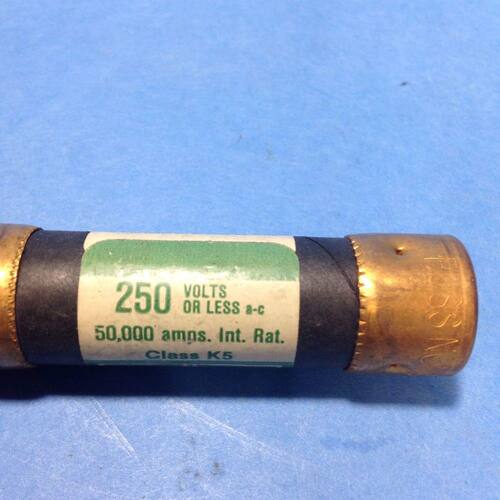 250 VOLTS
OR LESS a-c
50,000 amps. Int. Rat.
Class K5